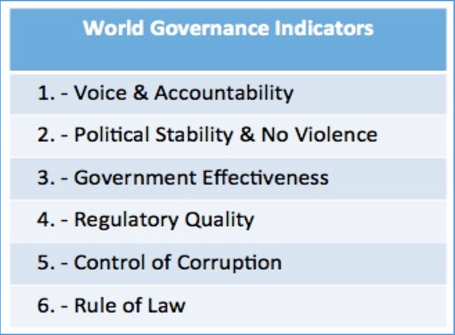 World Governance Indicators
1. - Voice & Accountability
2. - Political Stability & No Violence
3. - Government Effectiveness
4. - Regulatory Quality
5. - Control of Corruption
6. - Rule of Law